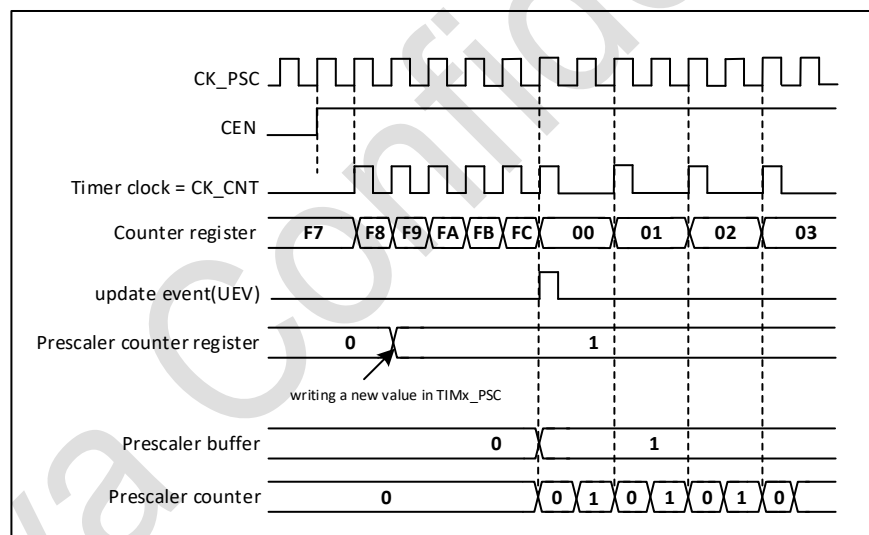 CK_PSC
CEN
Timer clock = CK_CNT
Counter register F7 F8 F9 FA FB FC 00 01 02 03
update event(UEV)
Prescaler counter register 0 1
writing a new value in TIMx_PSC
Prescaler buffer 0 1
Prescaler counter 0 0 1 0 1 0 1 0